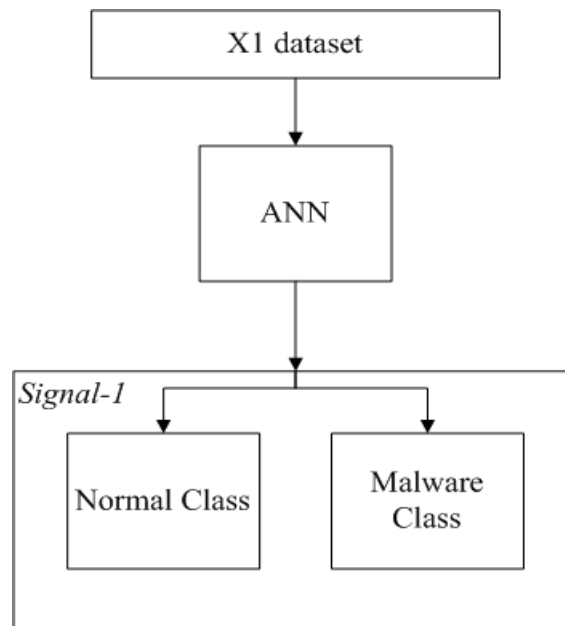 X1 dataset
ANN
Signal-1
Normal Class
Malware
Class